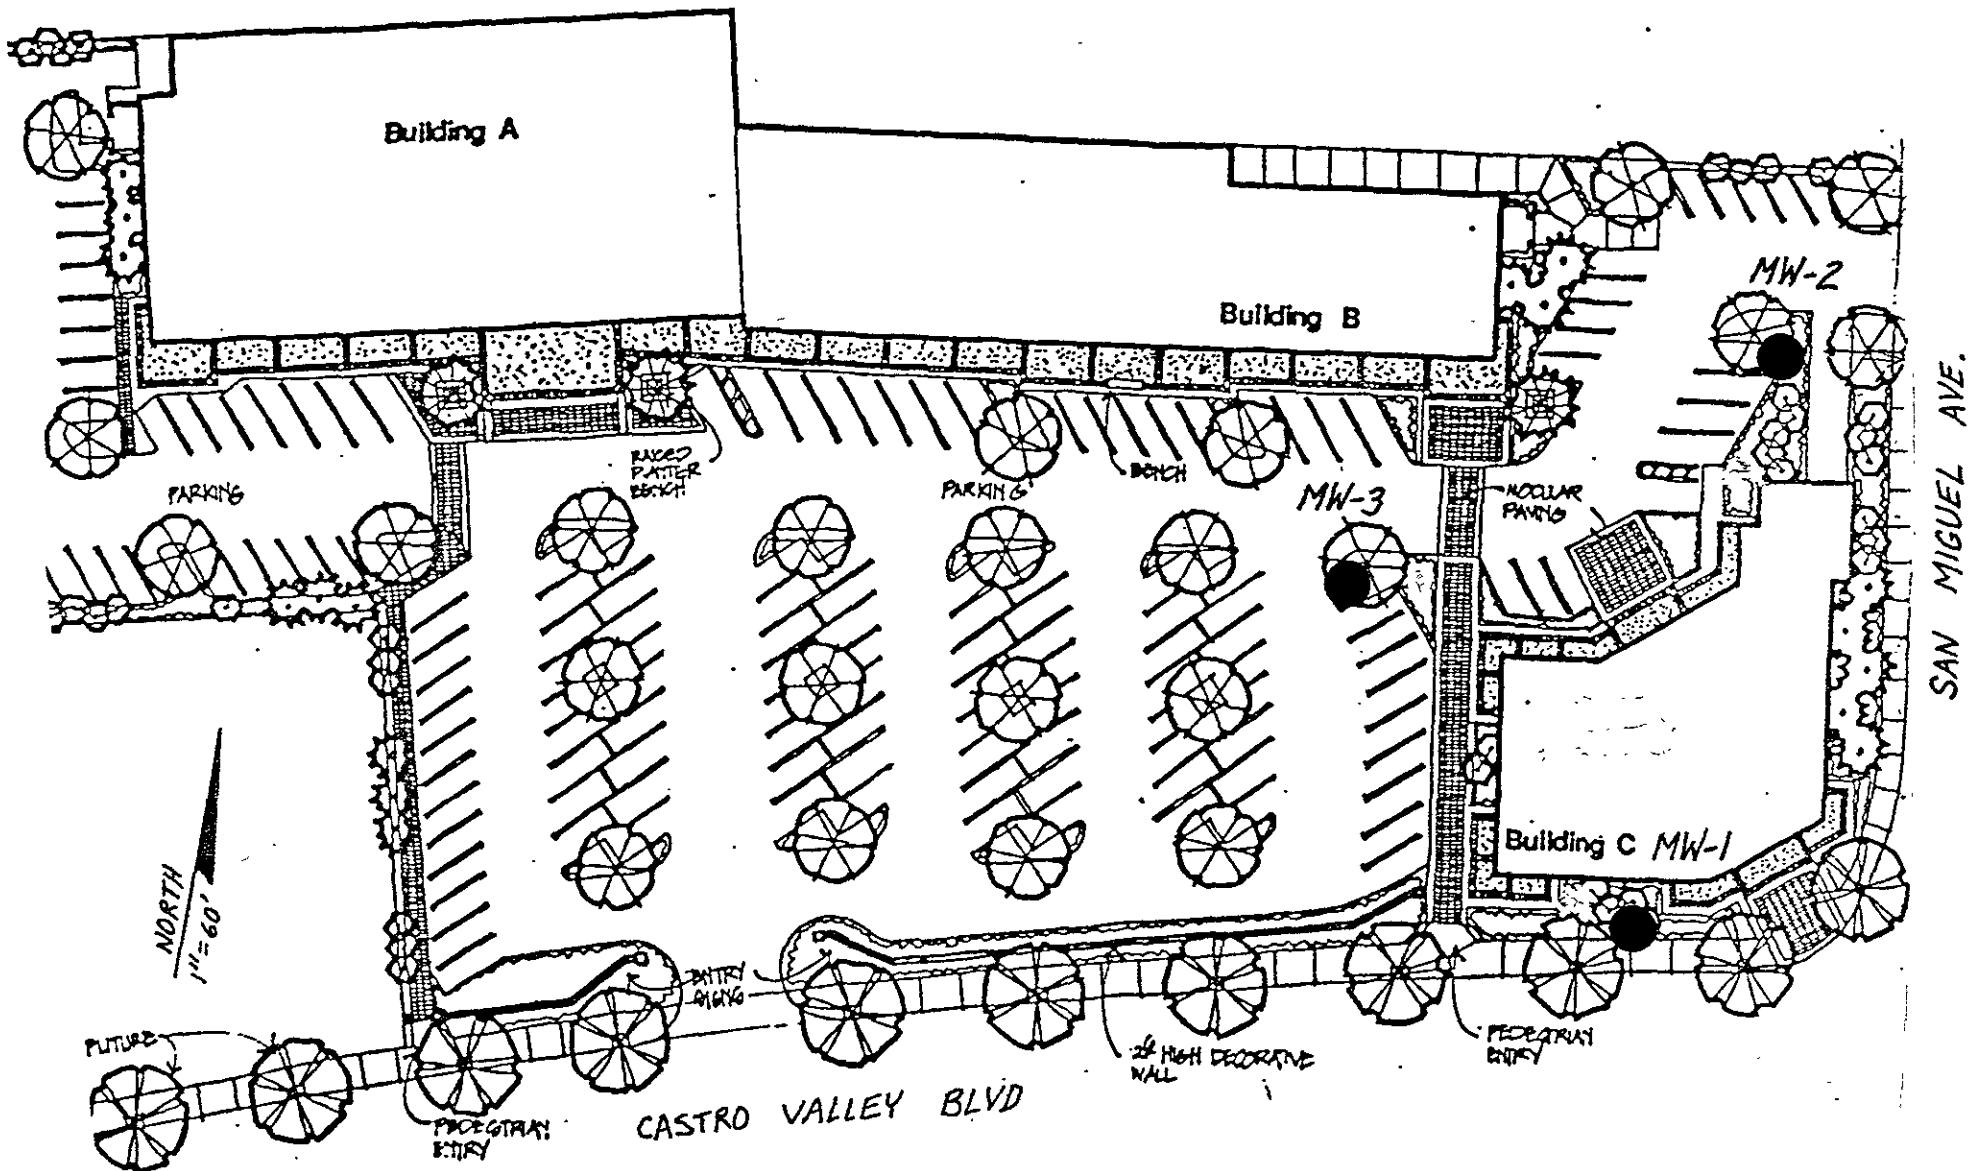 Building A
MW-2
Building B
SAN MIGUEL AVE.
RAISED
PLANTER
BENCH
PARKING
PARKING
BENCH
MW-3
MODULAR
PAVING
Building C MW-1
NORTH
1"=60'
ENTRY
SIGNS
FUTURE
PEDESTRIAN
ENTRY
HIGH DECORATIVE
WALL
PEDESTRIAN
ENTRY
CASTRO VALLEY BLVD